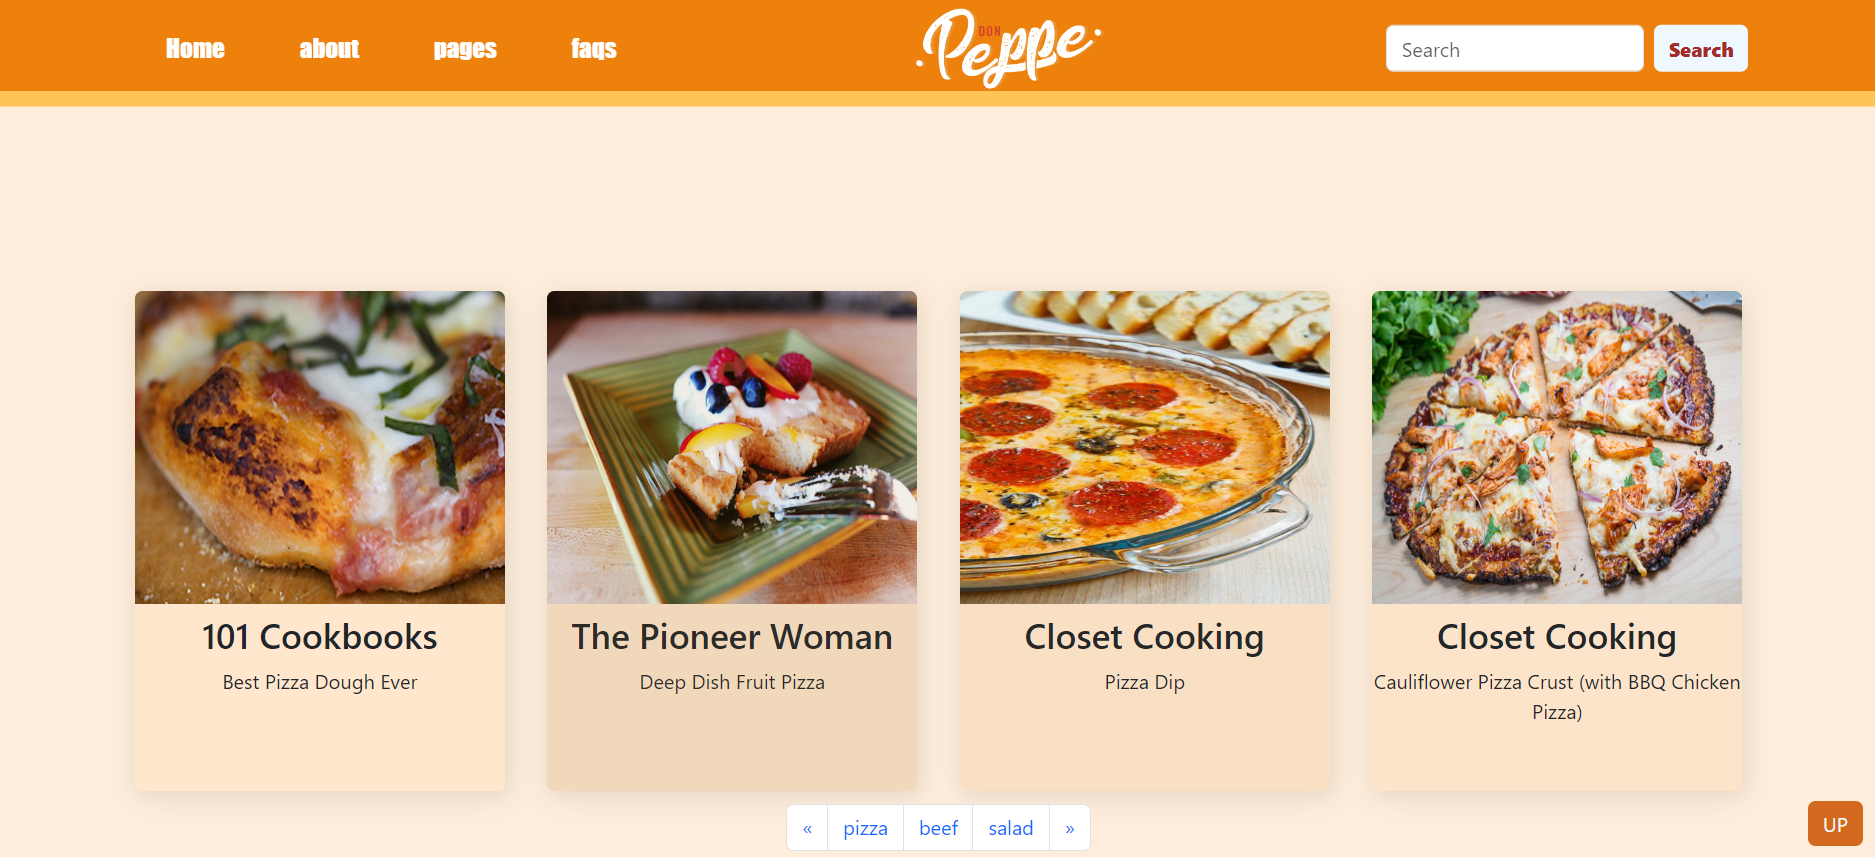 Home about pages faqs
DON
Peppe
Search Search
101 Cookbooks
Best Pizza Dough Ever
The Pioneer Woman
Deep Dish Fruit Pizza
Closet Cooking
Pizza Dip
Closet Cooking
Cauliflower Pizza Crust (with BBQ Chicken
Pizza)
« pizza beef salad »
UP